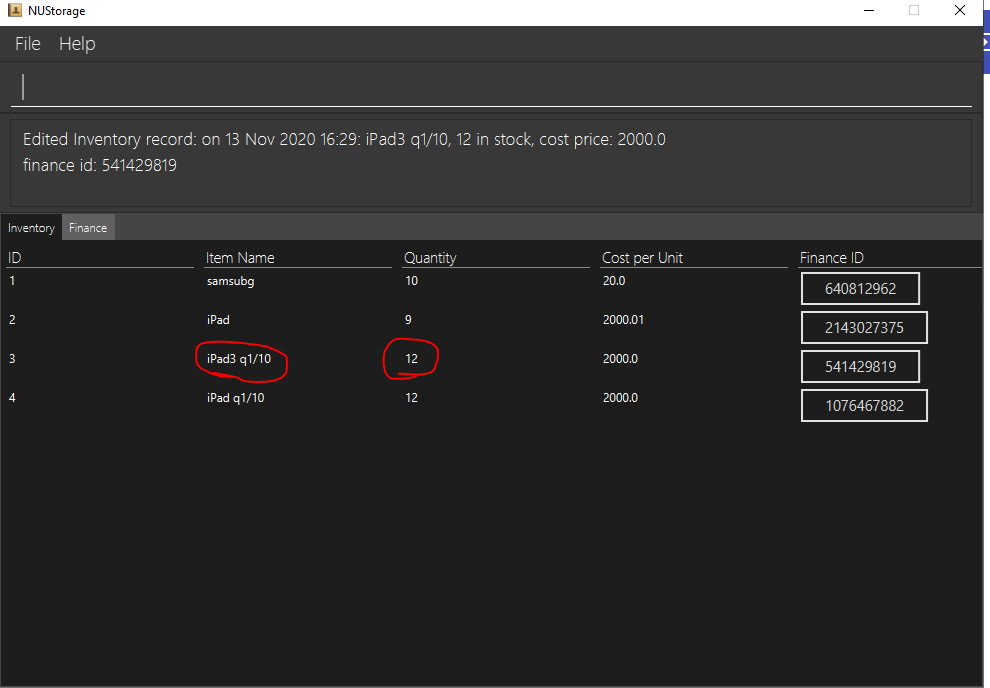 NUStorage
File Help
Edited Inventory record: on 13 Nov 2020 16:29: iPad3 q1/10, 12 in stock, cost price: 2000.0
finance id: 541429819
Inventory Finance
ID Item Name Quantity Cost per Unit Finance ID
1 samsubg 10 20.0 640812962
2 iPad 9 2000.01 2143027375
3 iPad3 q1/10 12 2000.0 541429819
4 iPad q1/10 12 2000.0 1076467882